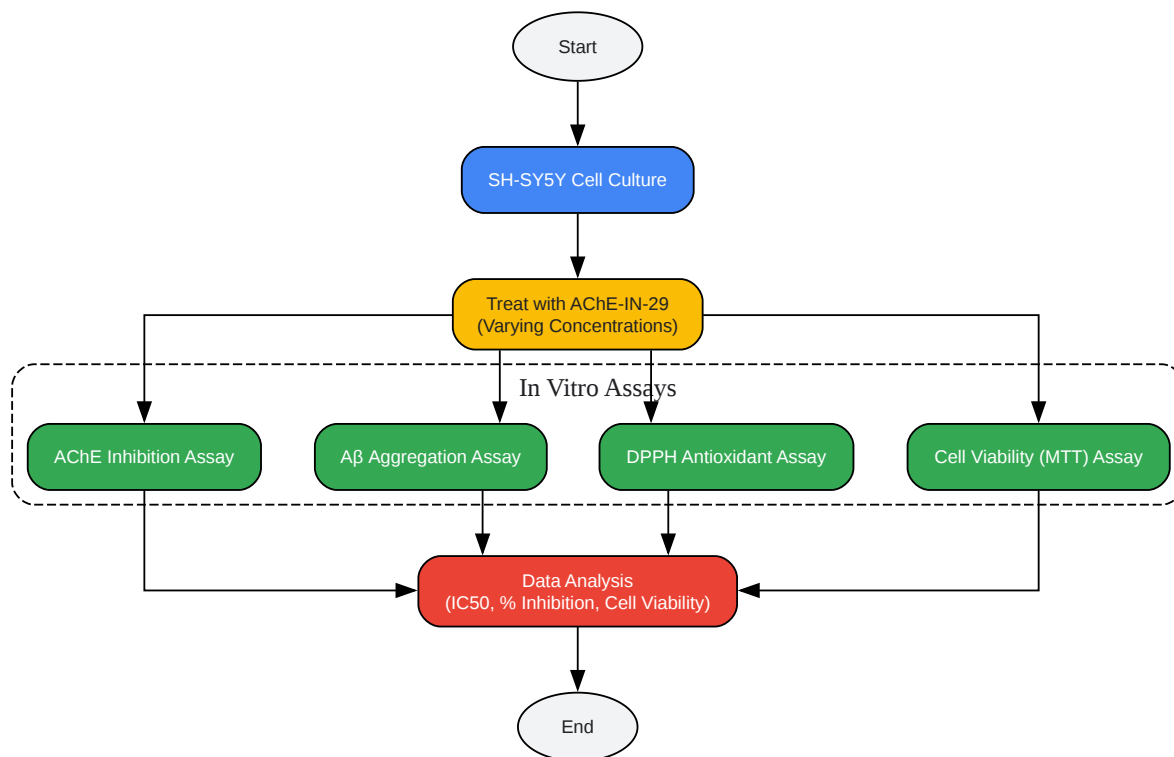 Start
SH-SY5Y Cell Culture
Treat with AChE-IN-29
(Varying Concentrations)
In Vitro Assays
AChE Inhibition Assay
Aβ Aggregation Assay
DPPH Antioxidant Assay
Cell Viability (MTT) Assay
Data Analysis
(IC50, % Inhibition, Cell Viability)
End